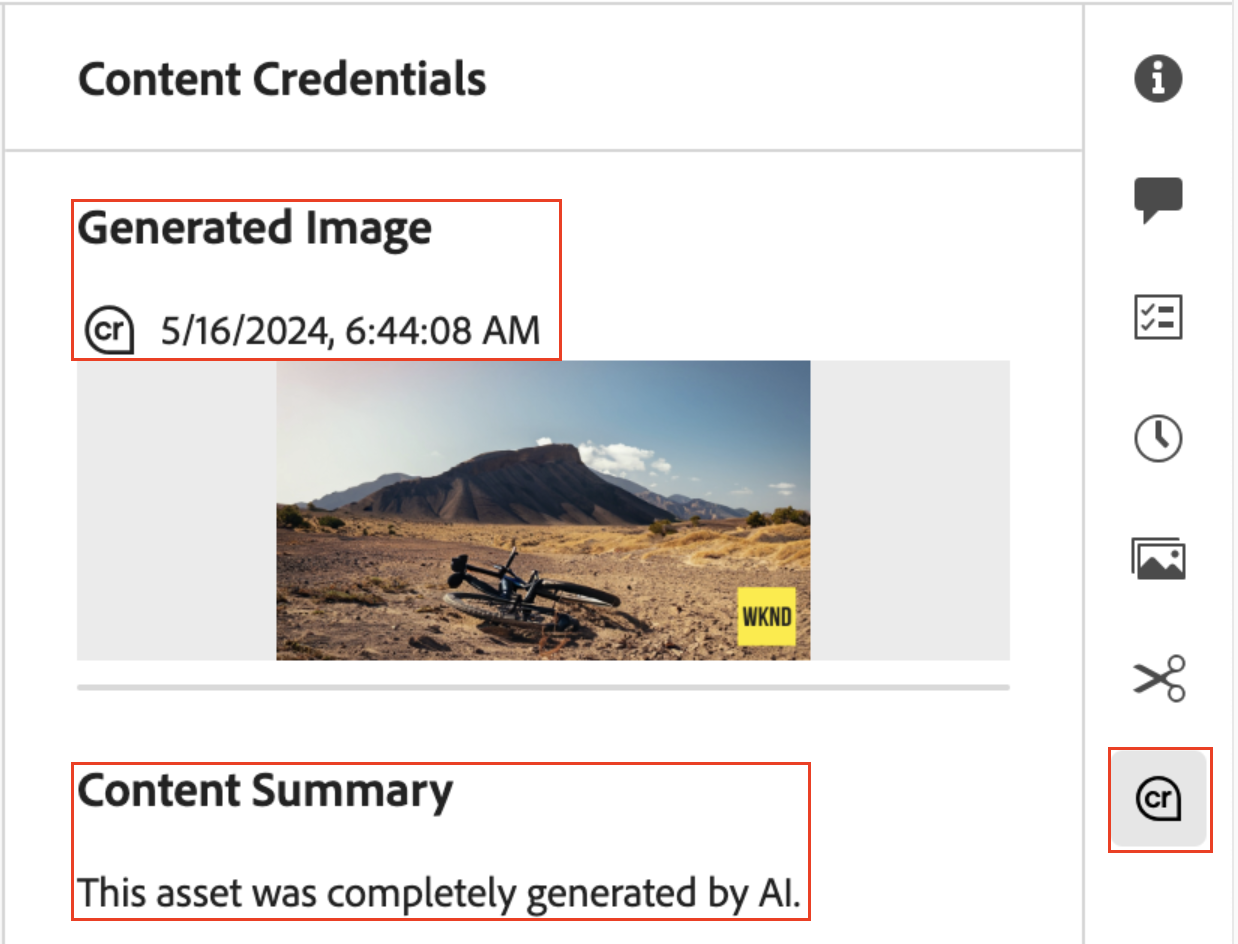 Content Credentials
Generated Image
cr 5/16/2024, 6:44:08 AM
WKND
Content Summary
This asset was completely generated by AI.
cr